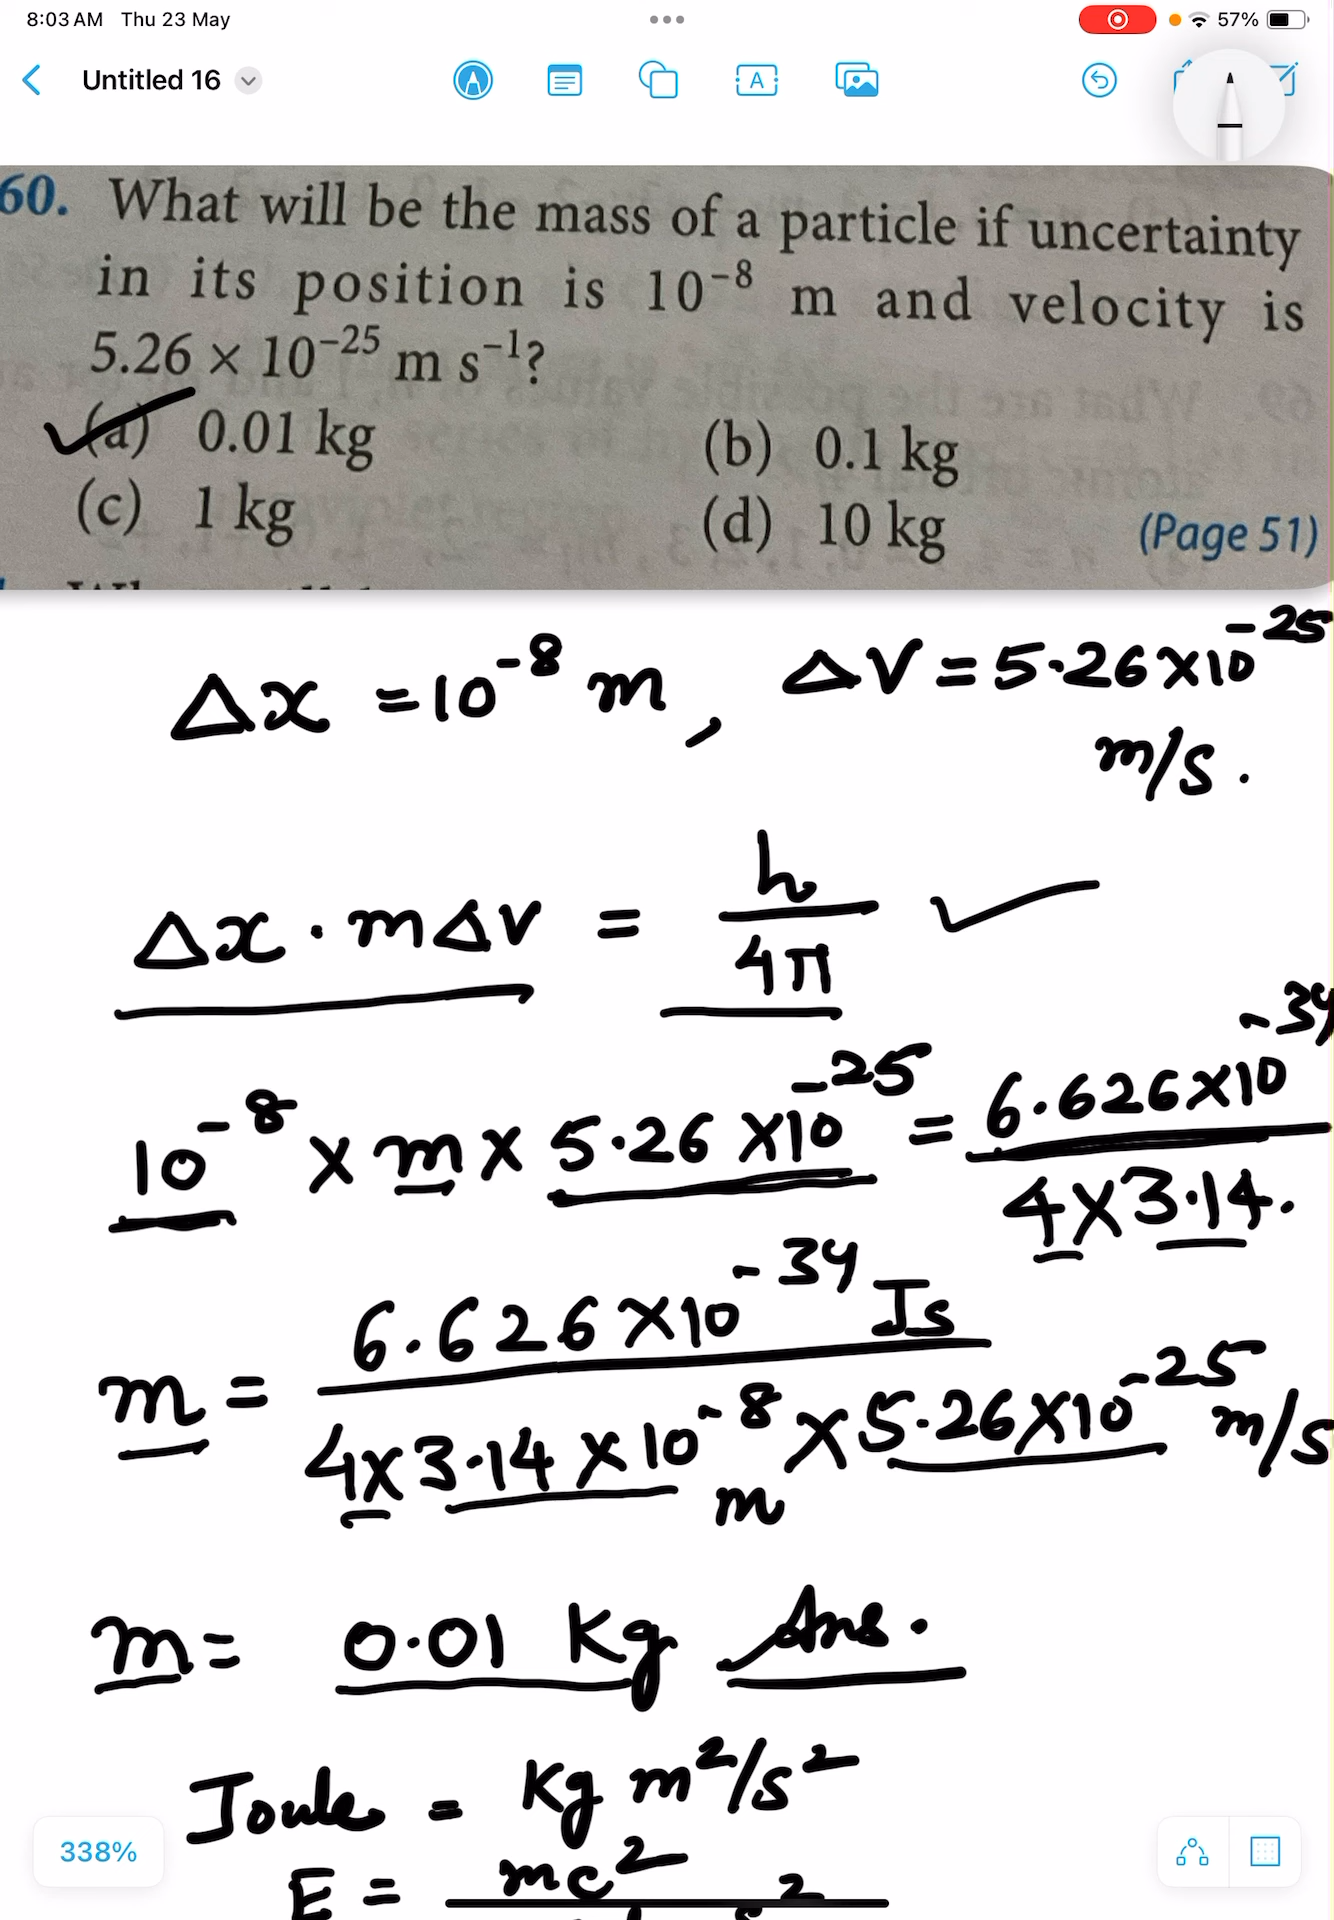 8:03 AM Thu 23 May 57%
Untitled 16
60. What will be the mass of a particle if uncertainty
in its position is 10⁻⁸ m and velocity is
5.26 × 10⁻²⁵ m s⁻¹?
(a) 0.01 kg (b) 0.1 kg
(c) 1 kg (d) 10 kg (Page 51)
Δx = 10⁻⁸ m, ΔV = 5.26 × 10⁻²⁵
m/s.
Δx . mΔV = h/4π
10⁻⁸ × m × 5.26 × 10⁻²⁵ = 6.626 × 10⁻³⁴ / 4 × 3.14.
m = 6.626 × 10⁻³⁴ Js / 4 × 3.14 × 10⁻⁸ m × 5.26 × 10⁻²⁵ m/s
m = 0.01 Kg Ans.
Joule = Kg m²/s²
E = mc²
338%